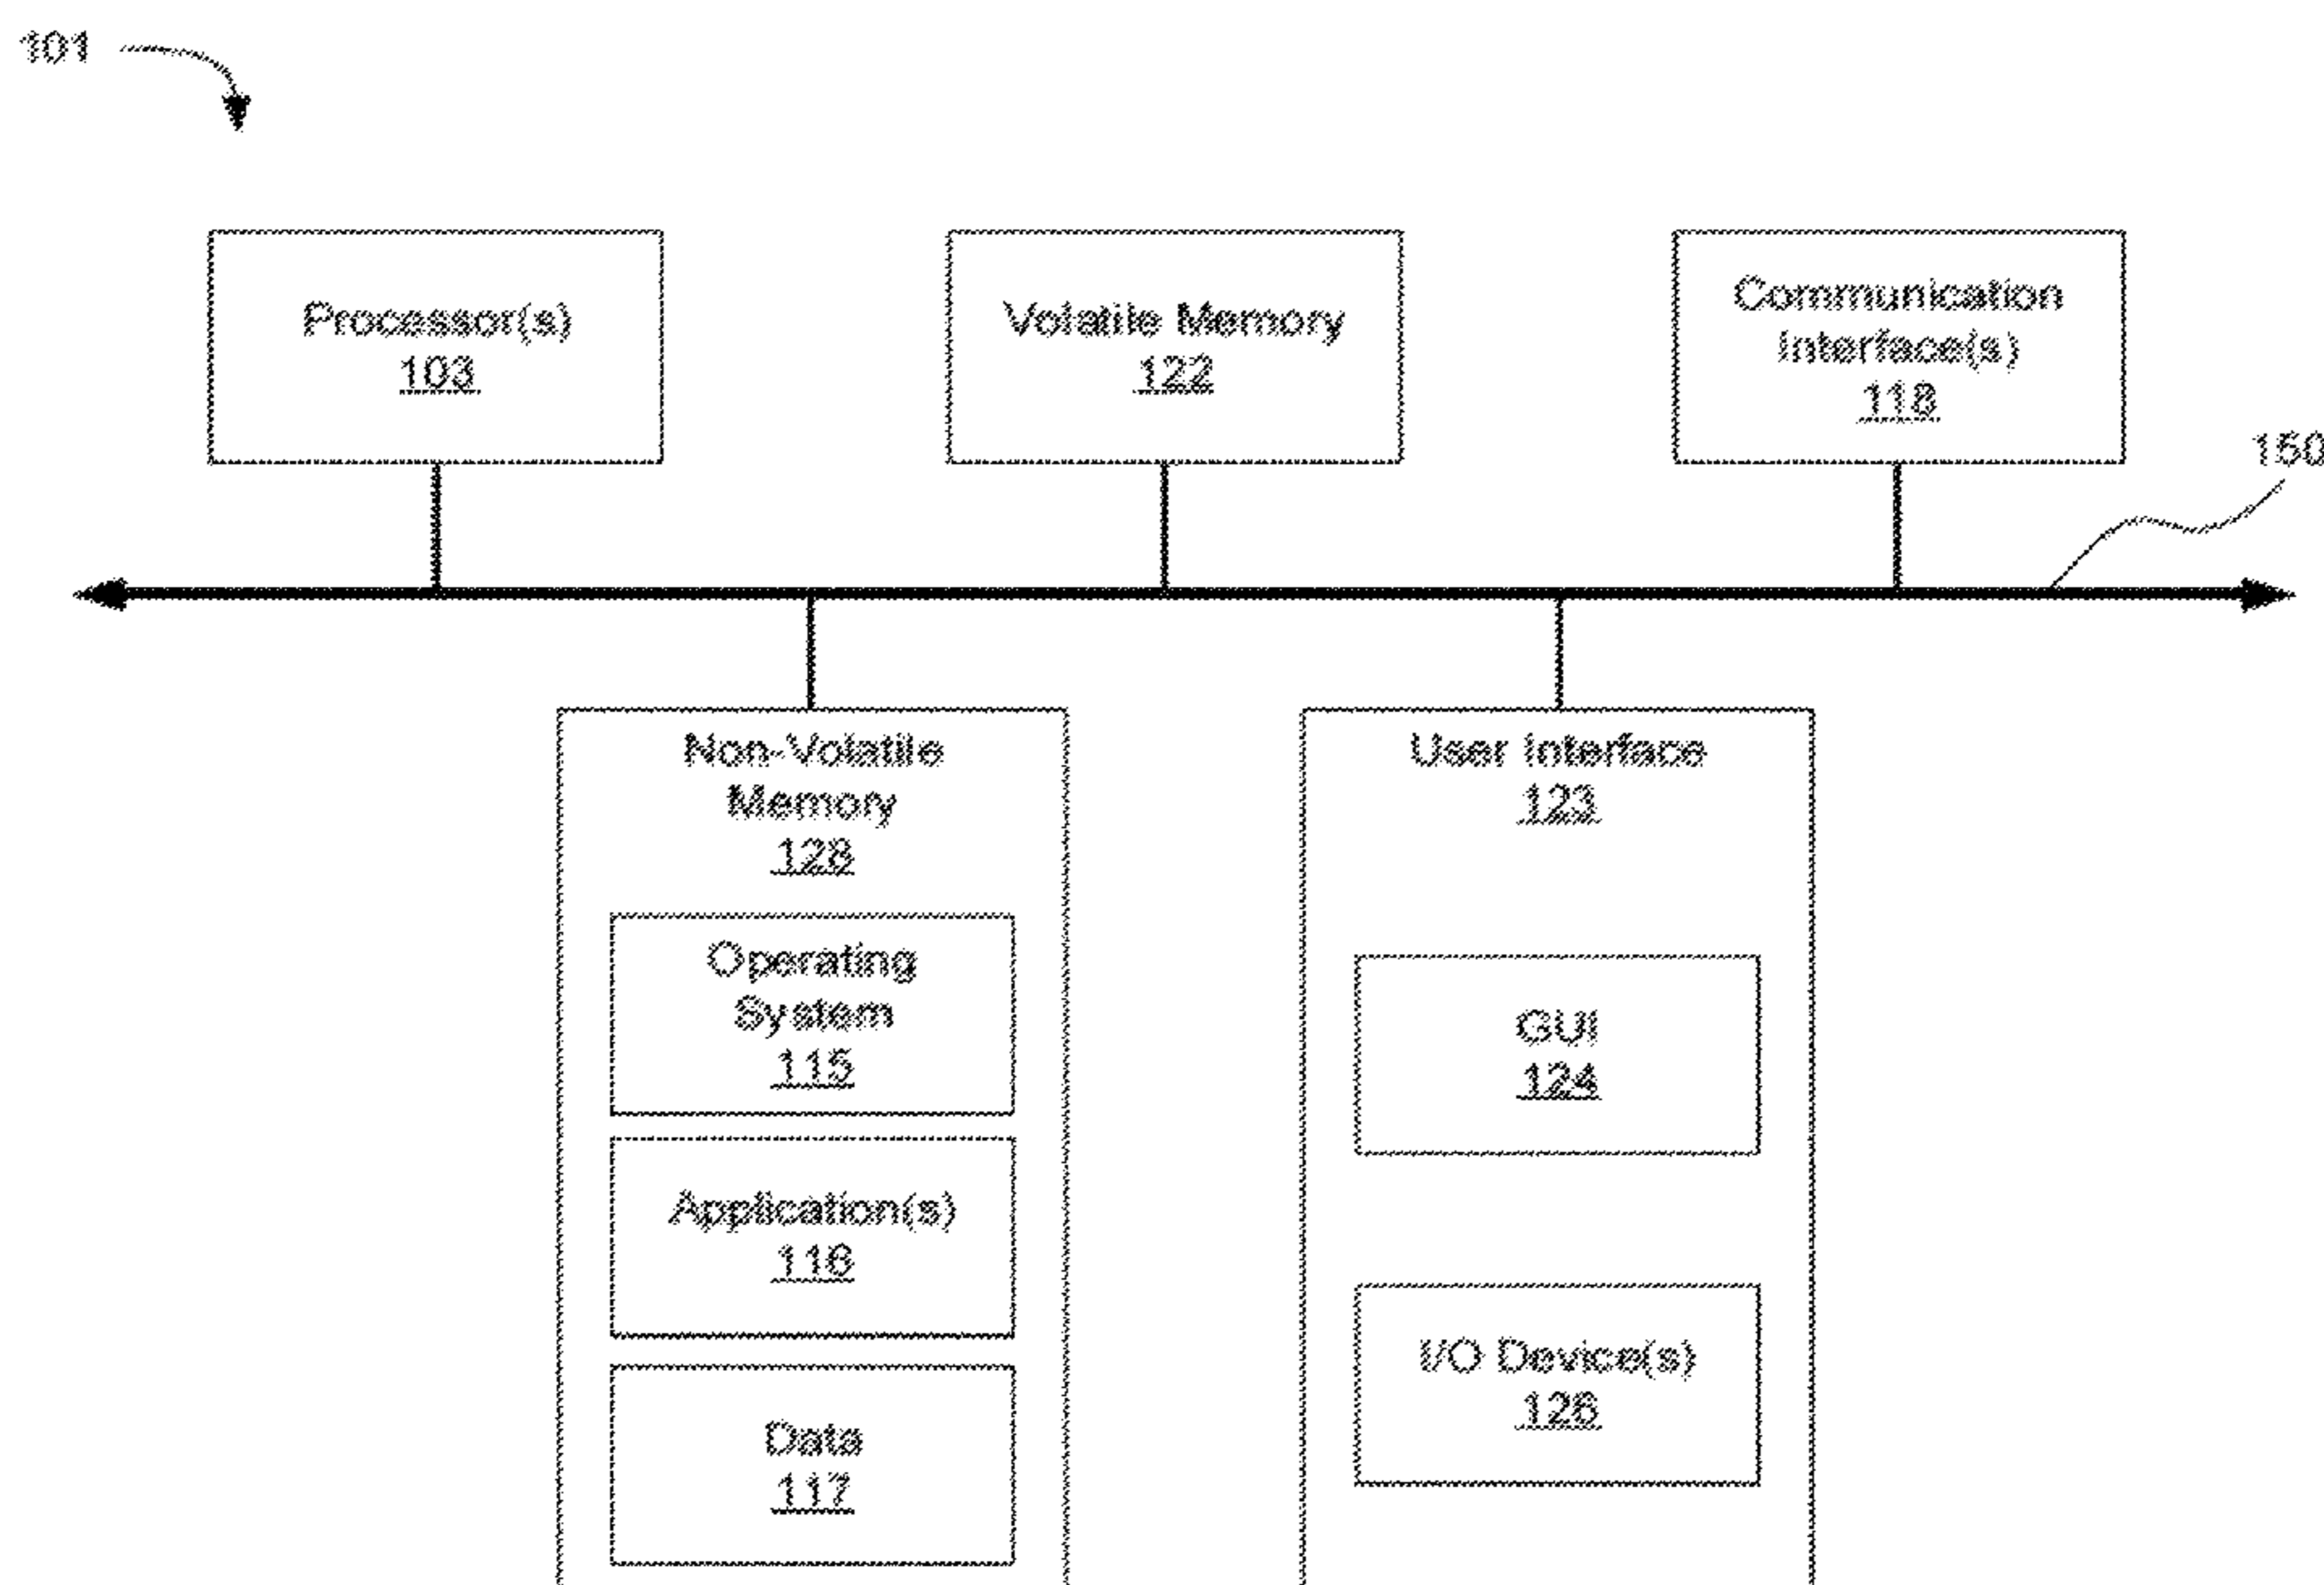 101
Processor(s)
103
Volatile Memory
122
Communication
Interface(s)
118
150
Non-Volatile
Memory
128
Operating
System
115
Application(s)
116
Data
117
User Interface
123
GUI
124
I/O Device(s)
126